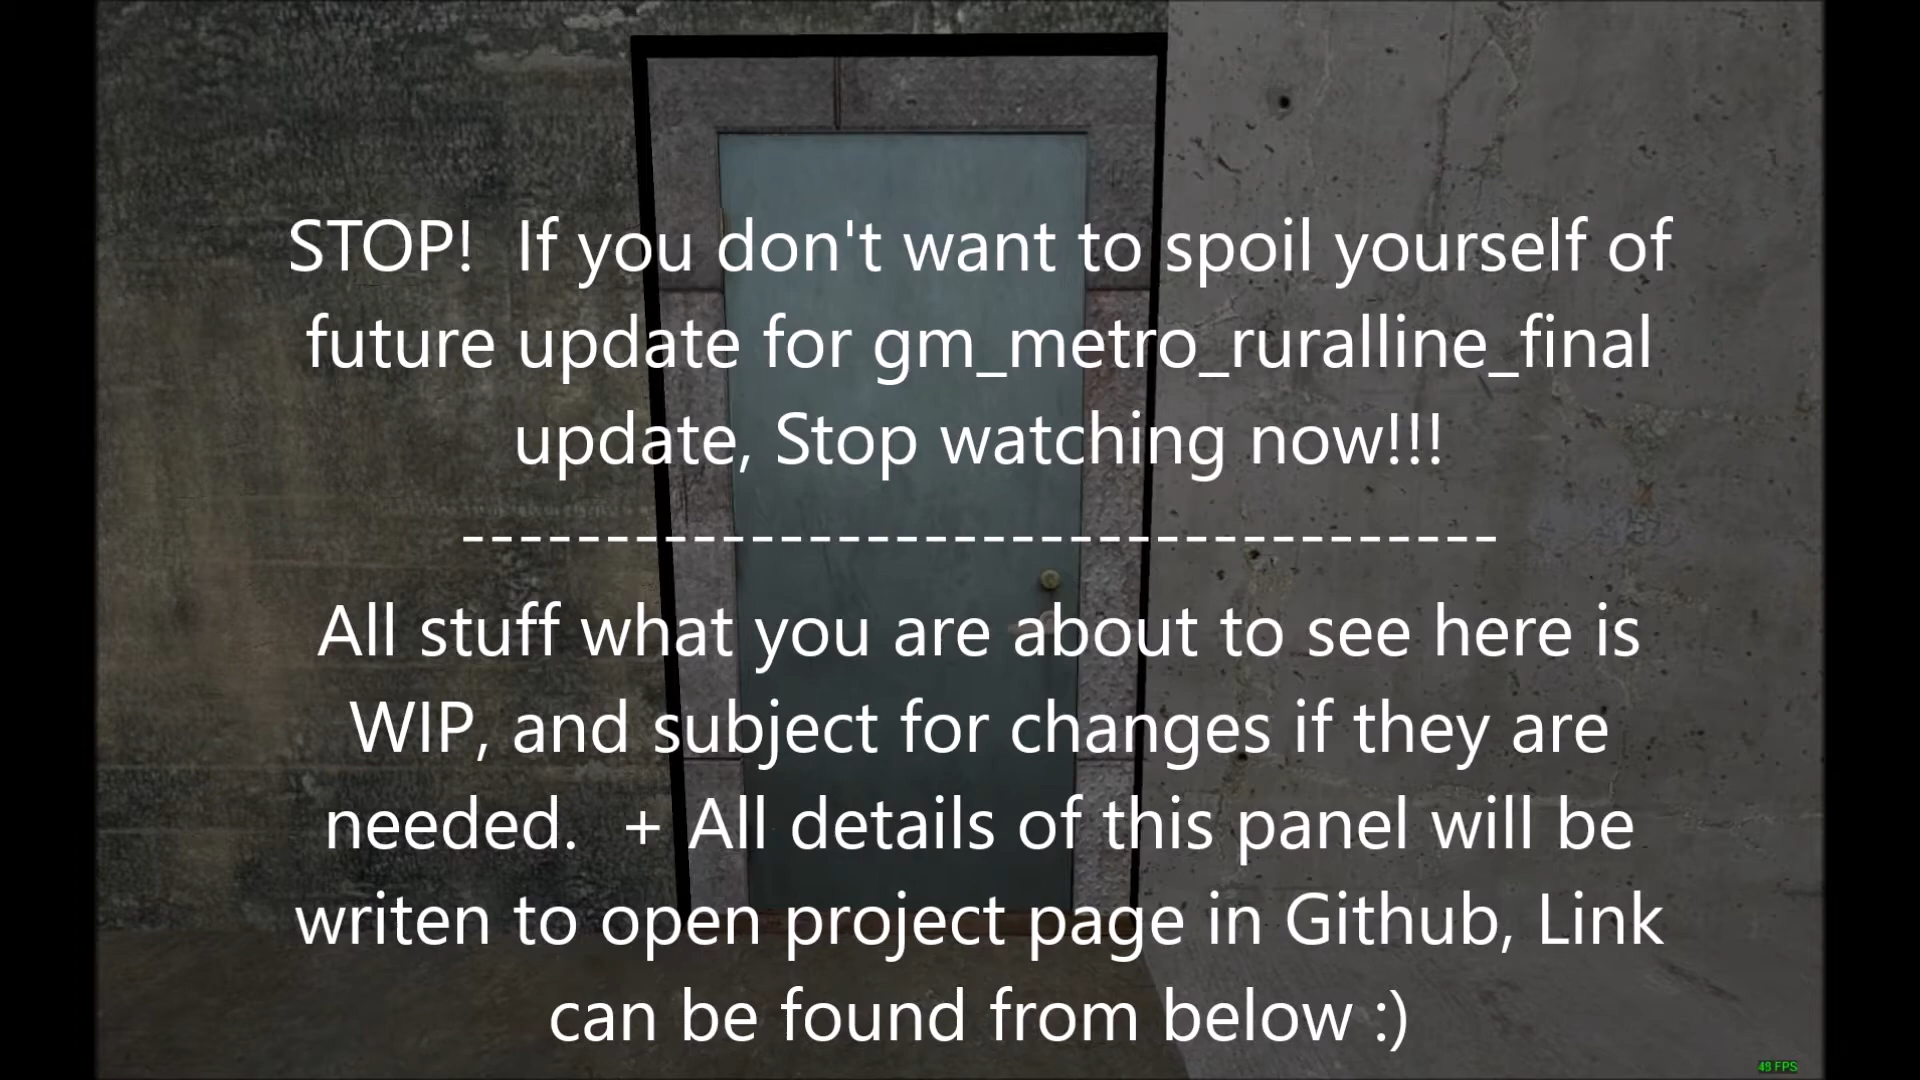 STOP!  If you don't want to spoil yourself of
future update for gm_metro_ruralline_final
update, Stop watching now!!!
------------------------------------
All stuff what you are about to see here is
WIP, and subject for changes if they are
needed.  + All details of this panel will be
writen to open project page in Github, Link
can be found from below :)
49 FPS